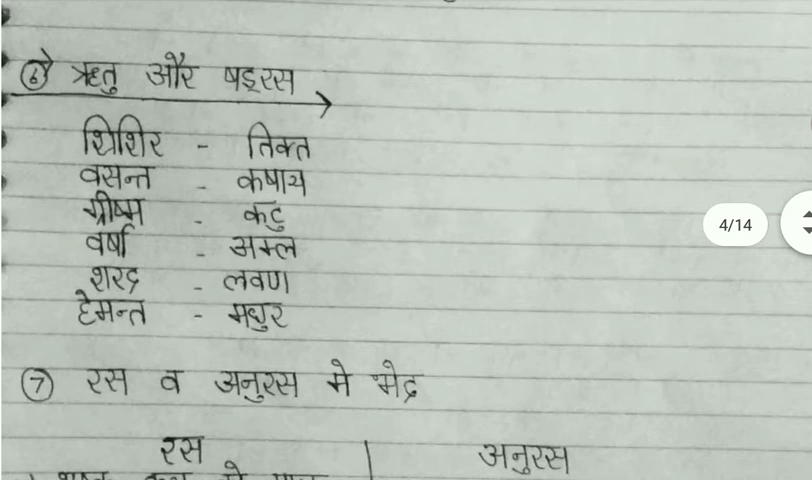 ⑥ ऋतु और षड्रस
शिशिर - तिक्त
वसन्त - कषाय
ग्रीष्म - कटु
वर्षा - अम्ल
शरद - लवण
हेमन्त - मधुर
4/14
⑦ रस व अनुरस मे भेद
रस | अनुरस